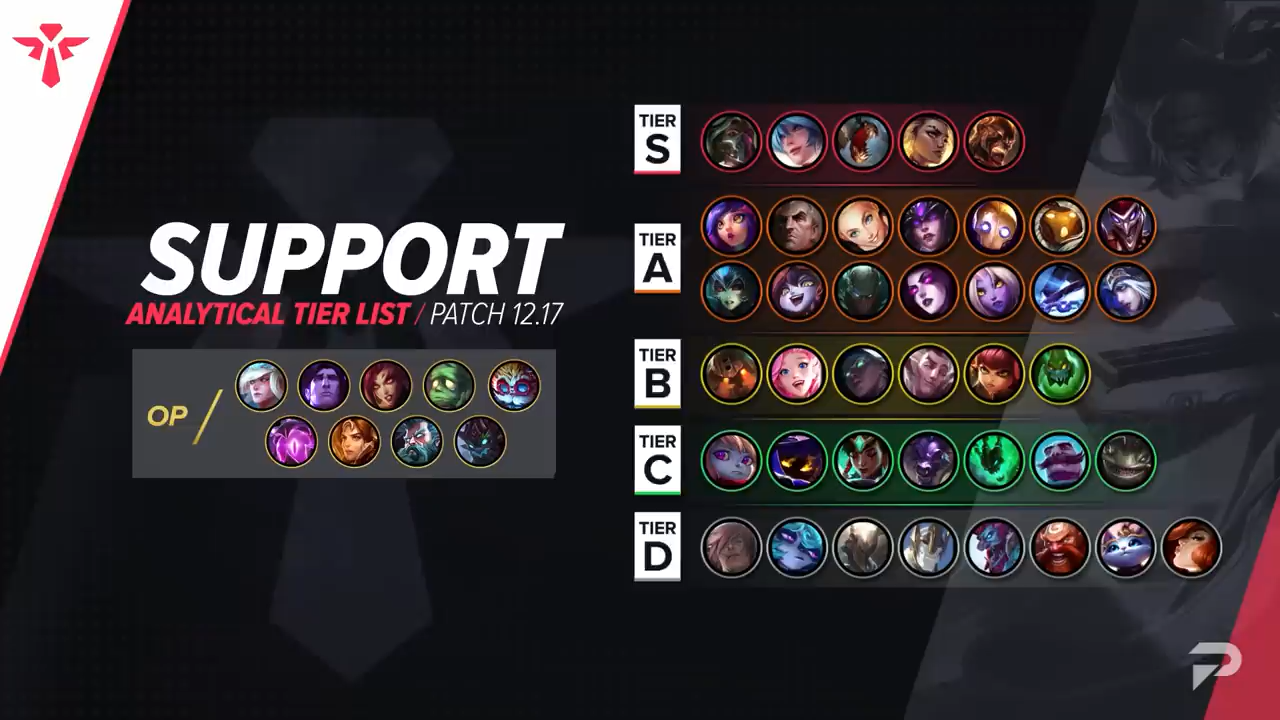 SUPPORT
ANALYTICAL TIER LIST / PATCH 12.17
OP /
TIER
S
TIER
A
TIER
B
TIER
C
TIER
D